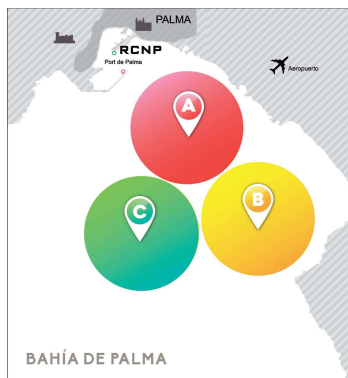 PALMA
RCNP
Port de Palma
Aeropuerto
A
B
C
BAHÍA DE PALMA